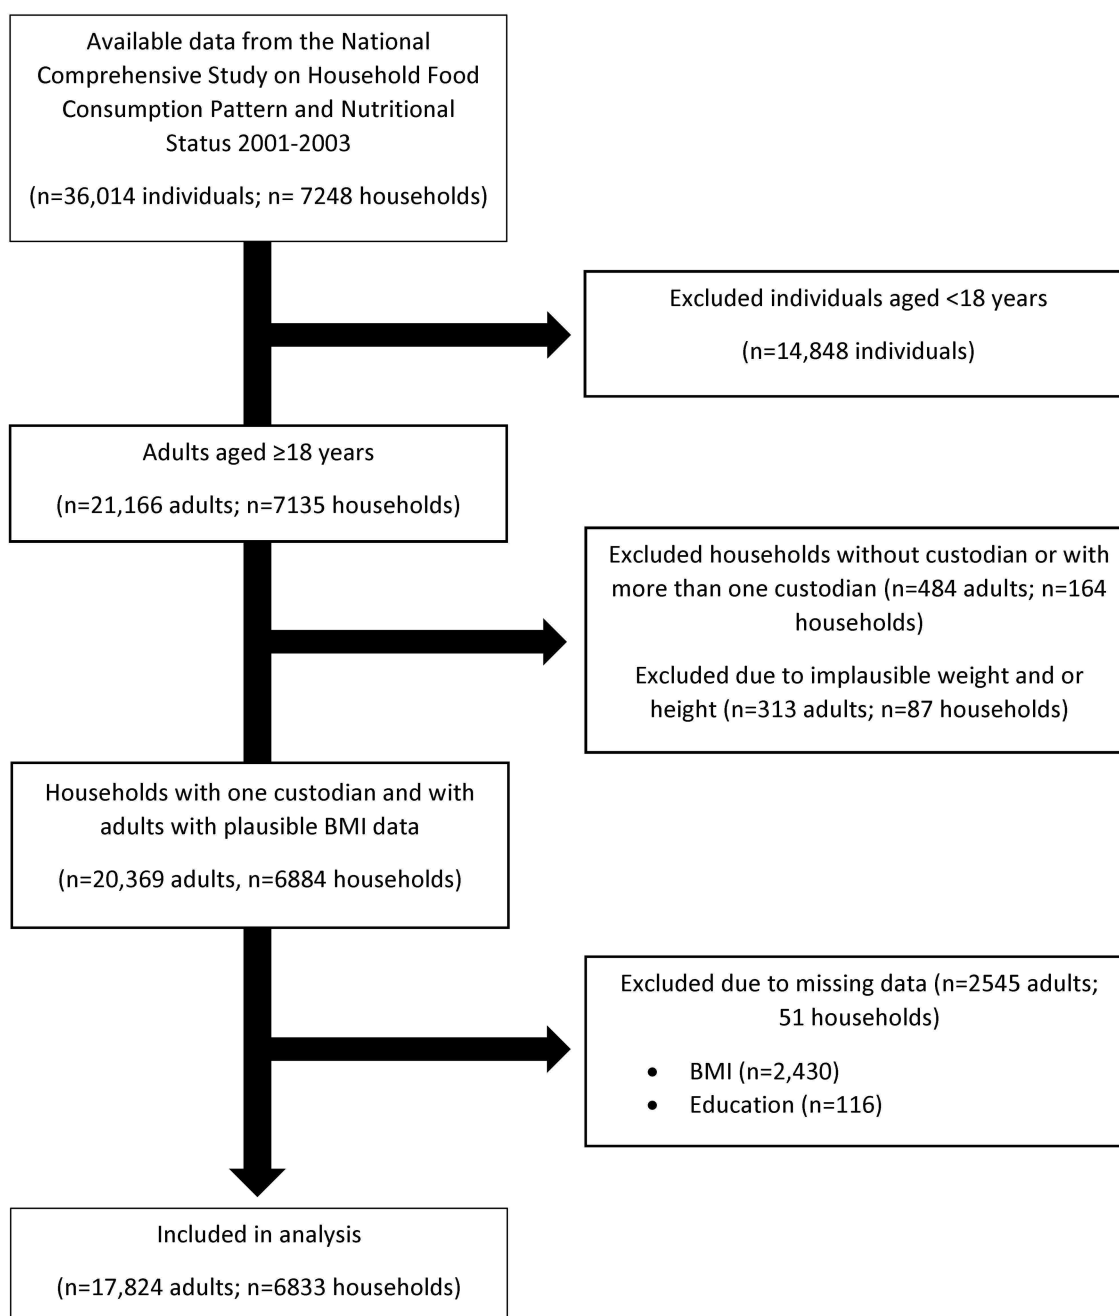 Available data from the National
Comprehensive Study on Household Food
Consumption Pattern and Nutritional
Status 2001-2003
(n=36,014 individuals; n= 7248 households)
Excluded individuals aged <18 years
(n=14,848 individuals)
Adults aged ≥18 years
(n=21,166 adults; n=7135 households)
Excluded households without custodian or with
more than one custodian (n=484 adults; n=164
households)
Excluded due to implausible weight and or
height (n=313 adults; n=87 households)
Households with one custodian and with
adults with plausible BMI data
(n=20,369 adults, n=6884 households)
Excluded due to missing data (n=2545 adults;
51 households)
• BMI (n=2,430)
• Education (n=116)
Included in analysis
(n=17,824 adults; n=6833 households)